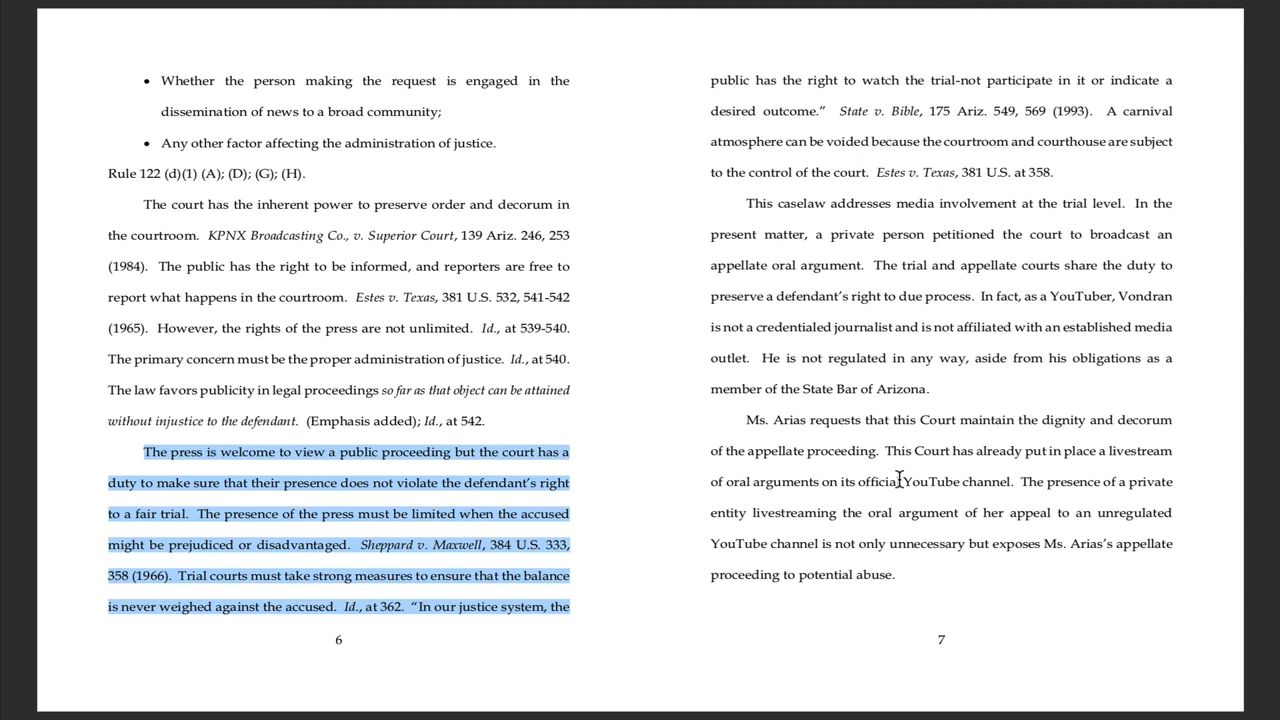 • Whether the person making the request is engaged in the
dissemination of news to a broad community;
• Any other factor affecting the administration of justice.
Rule 122 (d)(1) (A); (D); (G); (H).
The court has the inherent power to preserve order and decorum in
the courtroom. KPNX Broadcasting Co., v. Superior Court, 139 Ariz. 246, 253
(1984). The public has the right to be informed, and reporters are free to
report what happens in the courtroom. Estes v. Texas, 381 U.S. 532, 541-542
(1965). However, the rights of the press are not unlimited. Id., at 539-540.
The primary concern must be the proper administration of justice. Id., at 540.
The law favors publicity in legal proceedings so far as that object can be attained
without injustice to the defendant. (Emphasis added); Id., at 542.
The press is welcome to view a public proceeding but the court has a
duty to make sure that their presence does not violate the defendant's right
to a fair trial. The presence of the press must be limited when the accused
might be prejudiced or disadvantaged. Sheppard v. Maxwell, 384 U.S. 333,
358 (1966). Trial courts must take strong measures to ensure that the balance
is never weighed against the accused. Id., at 362. "In our justice system, the
6
public has the right to watch the trial-not participate in it or indicate a
desired outcome." State v. Bible, 175 Ariz. 549, 569 (1993). A carnival
atmosphere can be voided because the courtroom and courthouse are subject
to the control of the court. Estes v. Texas, 381 U.S. at 358.
This caselaw addresses media involvement at the trial level. In the
present matter, a private person petitioned the court to broadcast an
appellate oral argument. The trial and appellate courts share the duty to
preserve a defendant's right to due process. In fact, as a YouTuber, Vondran
is not a credentialed journalist and is not affiliated with an established media
outlet. He is not regulated in any way, aside from his obligations as a
member of the State Bar of Arizona.
Ms. Arias requests that this Court maintain the dignity and decorum
of the appellate proceeding. This Court has already put in place a livestream
of oral arguments on its official YouTube channel. The presence of a private
entity livestreaming the oral argument of her appeal to an unregulated
YouTube channel is not only unnecessary but exposes Ms. Arias's appellate
proceeding to potential abuse.
7